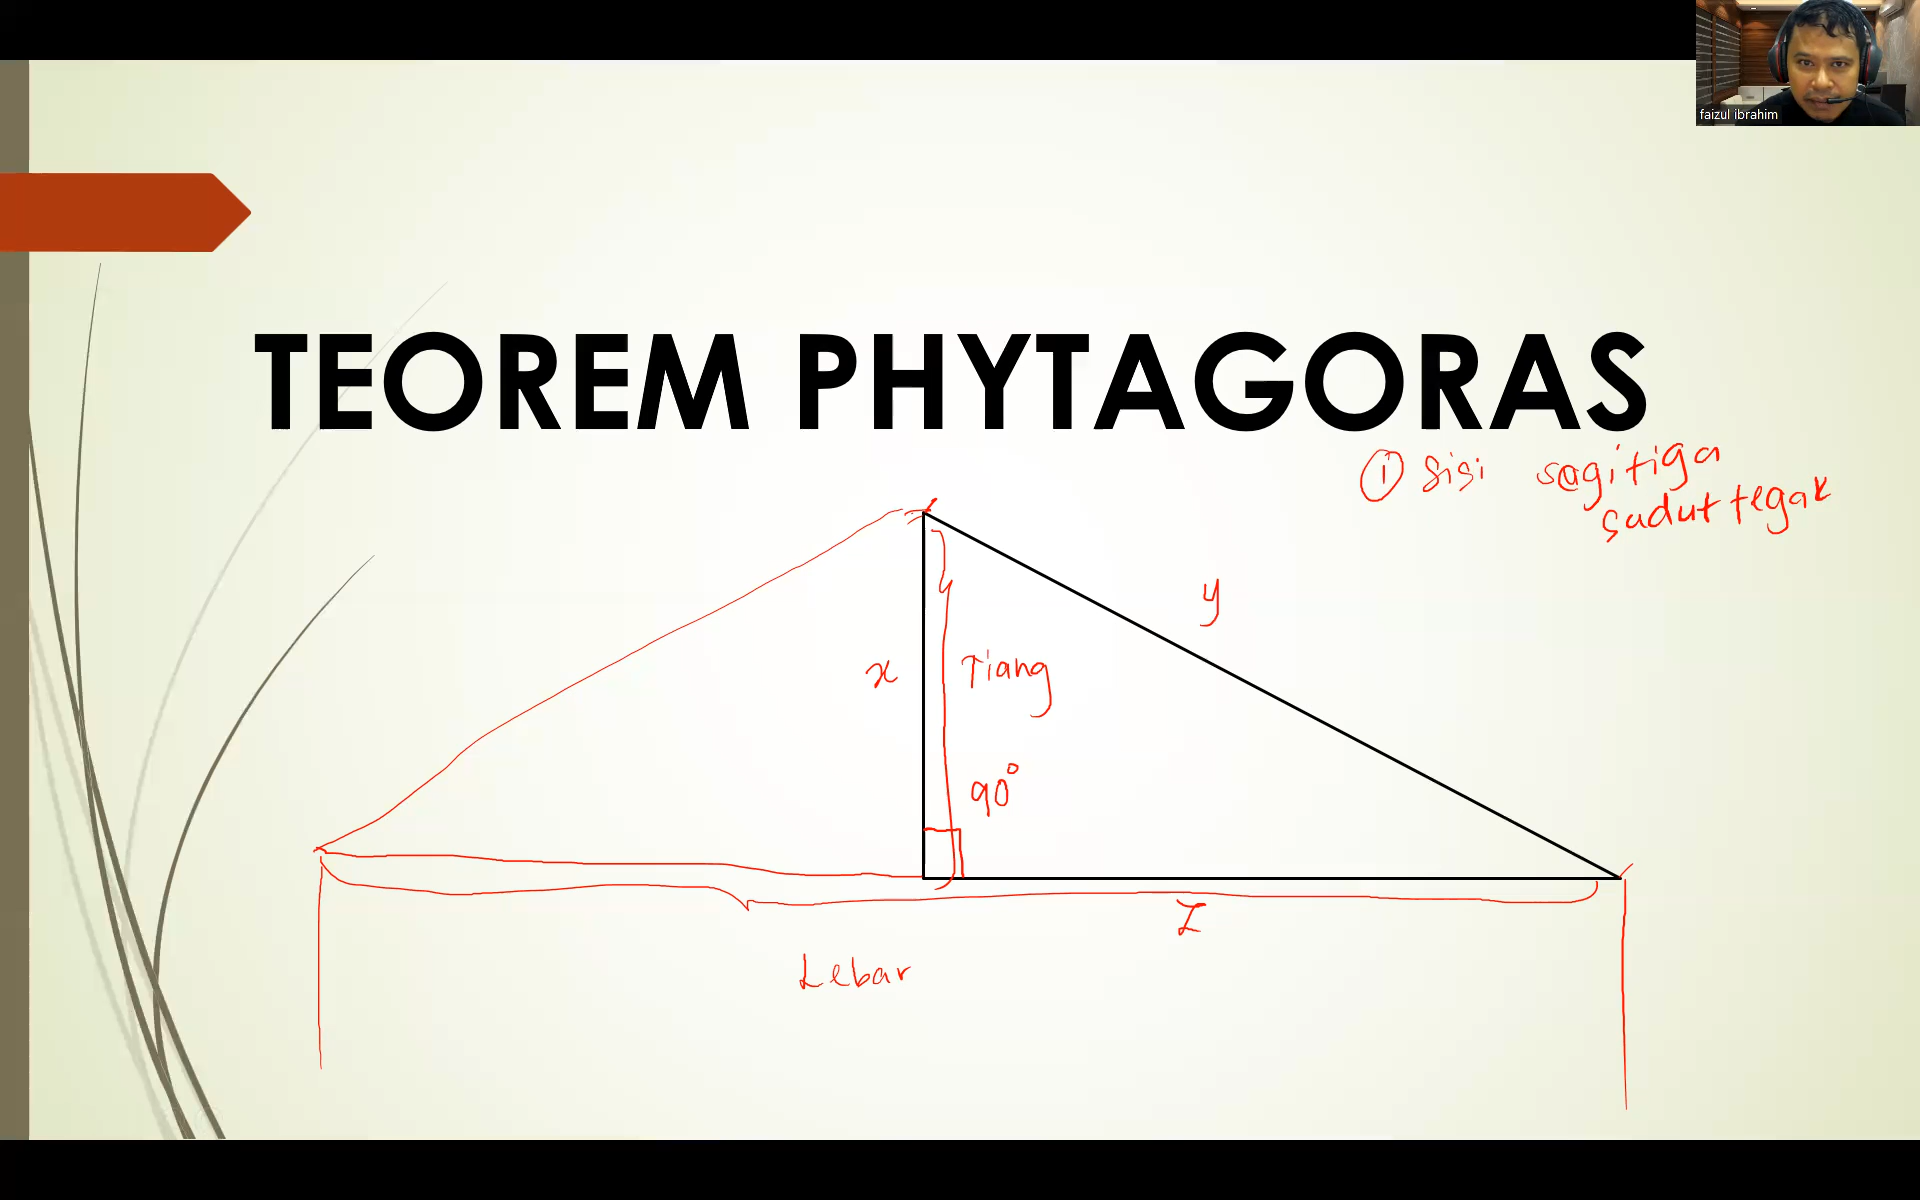 faizul ibrahim
TEOREM PHYTAGORAS
① Sisi segitiga
sudut tegak
y
x Tiang
90°
Z
Lebar